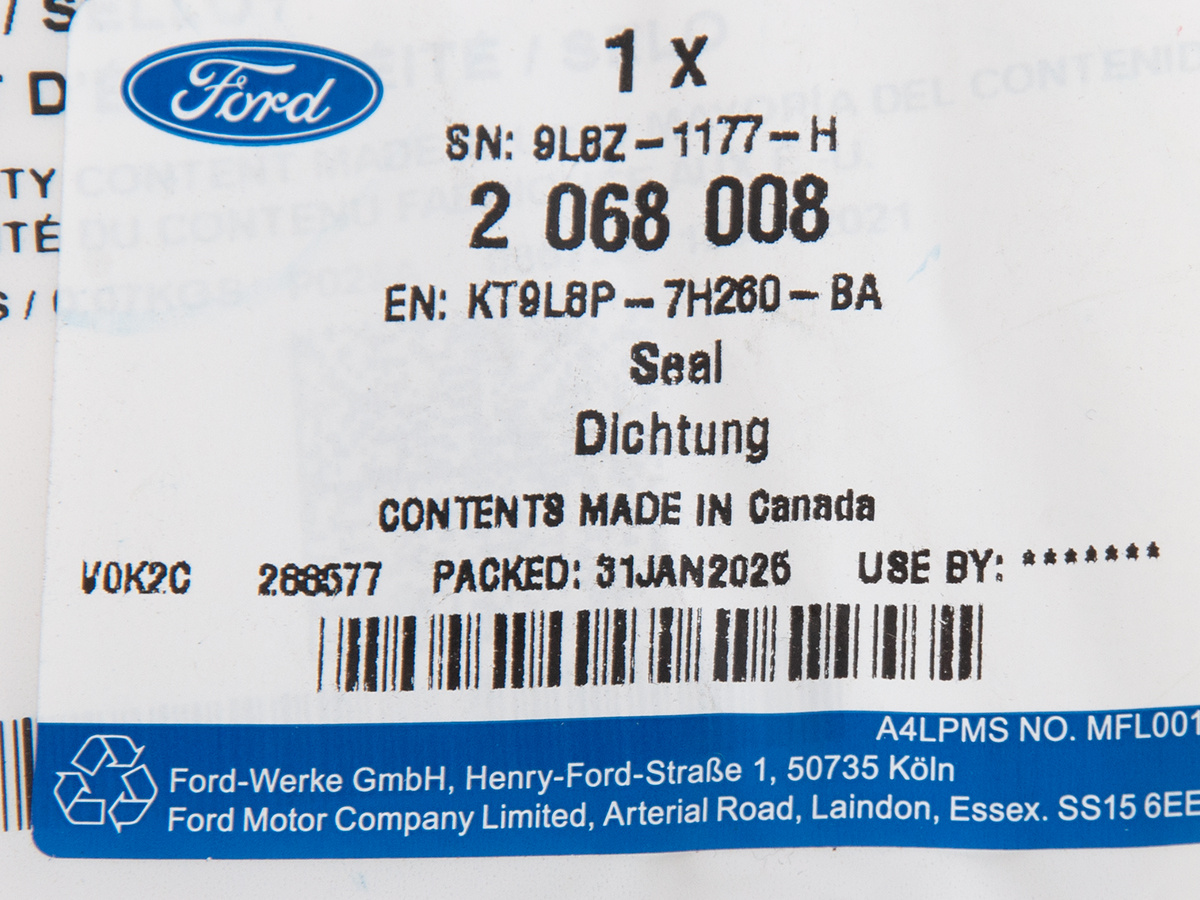 Ford
1 x
SN: 9L8Z-1177-H
2 068 008
EN: KT9L8P-7H260-BA
Seal
Dichtung
CONTENTS MADE IN Canada
V0K2C PACKED: 31JAN2025 USE BY: *******
A4LPMS NO. MFL001
Ford-Werke GmbH, Henry-Ford-Straße 1, 50735 Köln
Ford Motor Company Limited, Arterial Road, Laindon, Essex. SS15 6EE
D
TY
TÉ
S /